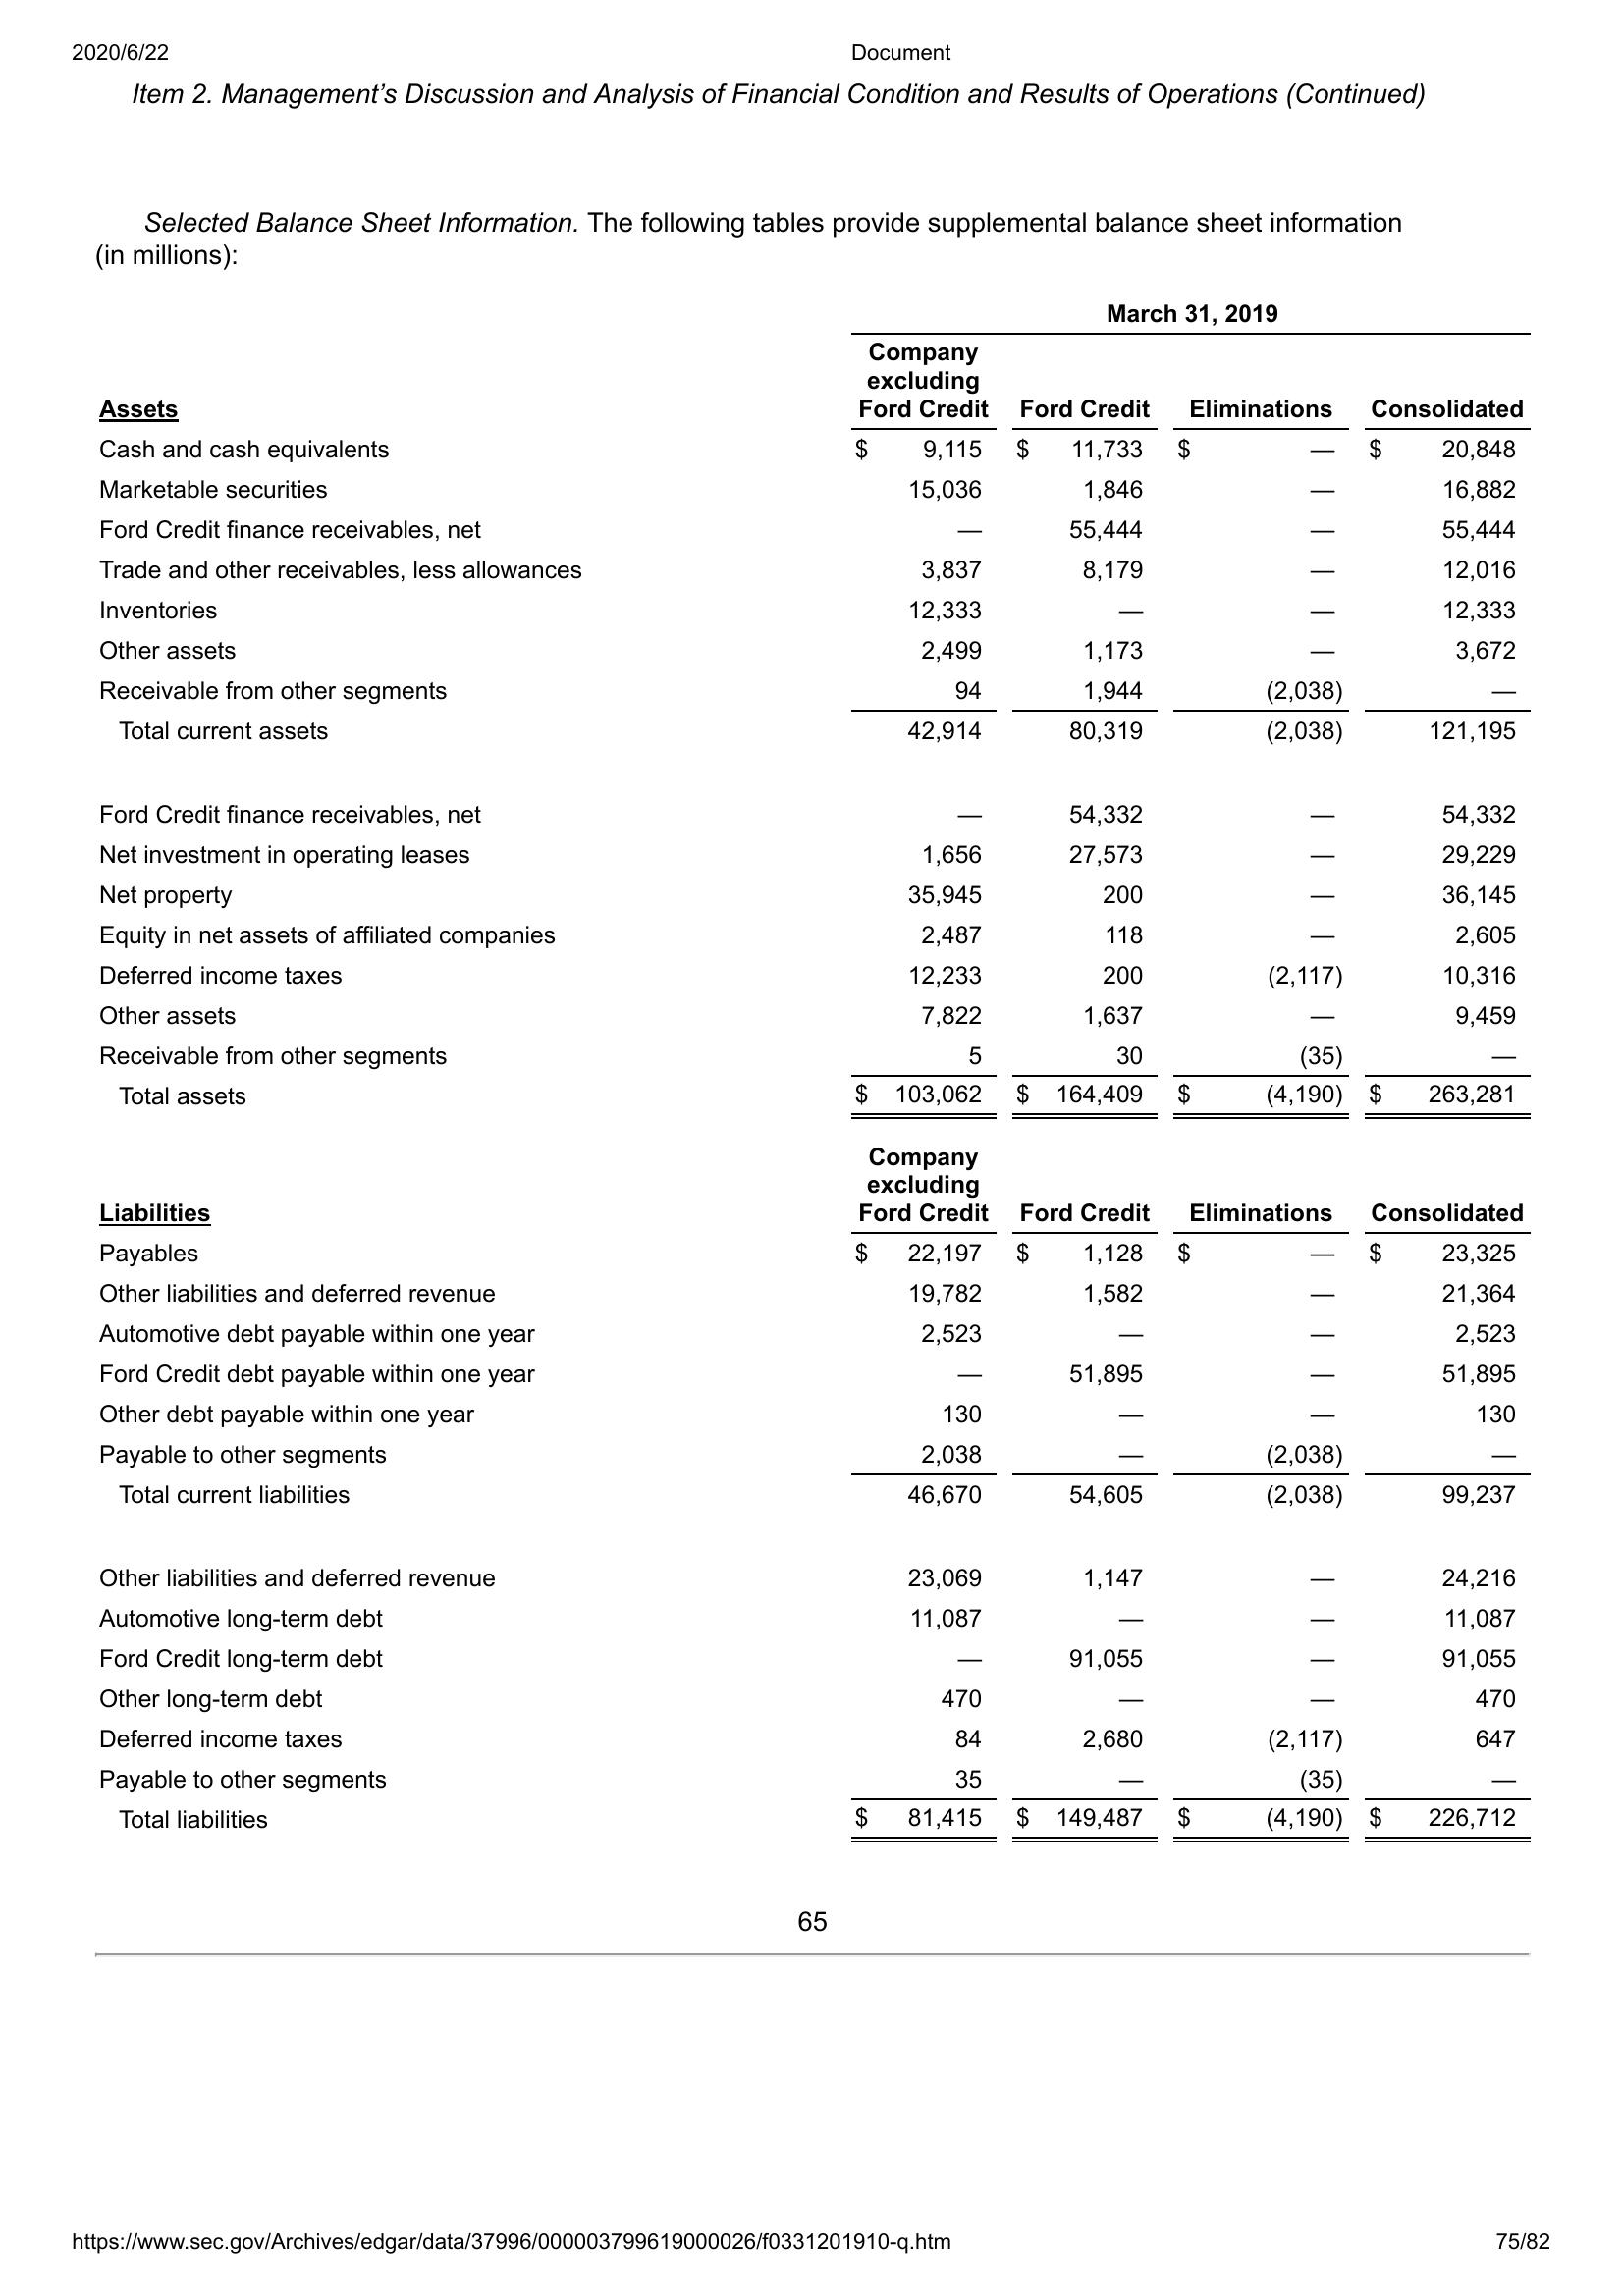 2020/6/22 Document
Item 2. Management’s Discussion and Analysis of Financial Condition and Results of Operations (Continued)
Selected Balance Sheet Information. The following tables provide supplemental balance sheet information
(in millions):
March 31, 2019
Company
excluding
Assets Ford Credit Ford Credit Eliminations Consolidated
Cash and cash equivalents $ 9,115 $ 11,733 $ — $ 20,848
Marketable securities 15,036 1,846 — 16,882
Ford Credit finance receivables, net — 55,444 — 55,444
Trade and other receivables, less allowances 3,837 8,179 — 12,016
Inventories 12,333 — — 12,333
Other assets 2,499 1,173 — 3,672
Receivable from other segments 94 1,944 (2,038) —
Total current assets 42,914 80,319 (2,038) 121,195
Ford Credit finance receivables, net — 54,332 — 54,332
Net investment in operating leases 1,656 27,573 — 29,229
Net property 35,945 200 — 36,145
Equity in net assets of affiliated companies 2,487 118 — 2,605
Deferred income taxes 12,233 200 (2,117) 10,316
Other assets 7,822 1,637 — 9,459
Receivable from other segments 5 30 (35) —
Total assets $ 103,062 $ 164,409 $ (4,190) $ 263,281
Company
excluding
Liabilities Ford Credit Ford Credit Eliminations Consolidated
Payables $ 22,197 $ 1,128 $ — $ 23,325
Other liabilities and deferred revenue 19,782 1,582 — 21,364
Automotive debt payable within one year 2,523 — — 2,523
Ford Credit debt payable within one year — 51,895 — 51,895
Other debt payable within one year 130 — — 130
Payable to other segments 2,038 — (2,038) —
Total current liabilities 46,670 54,605 (2,038) 99,237
Other liabilities and deferred revenue 23,069 1,147 — 24,216
Automotive long-term debt 11,087 — — 11,087
Ford Credit long-term debt — 91,055 — 91,055
Other long-term debt 470 — — 470
Deferred income taxes 84 2,680 (2,117) 647
Payable to other segments 35 — (35) —
Total liabilities $ 81,415 $ 149,487 $ (4,190) $ 226,712
65
https://www.sec.gov/Archives/edgar/data/37996/000003799619000026/f0331201910-q.htm 75/82